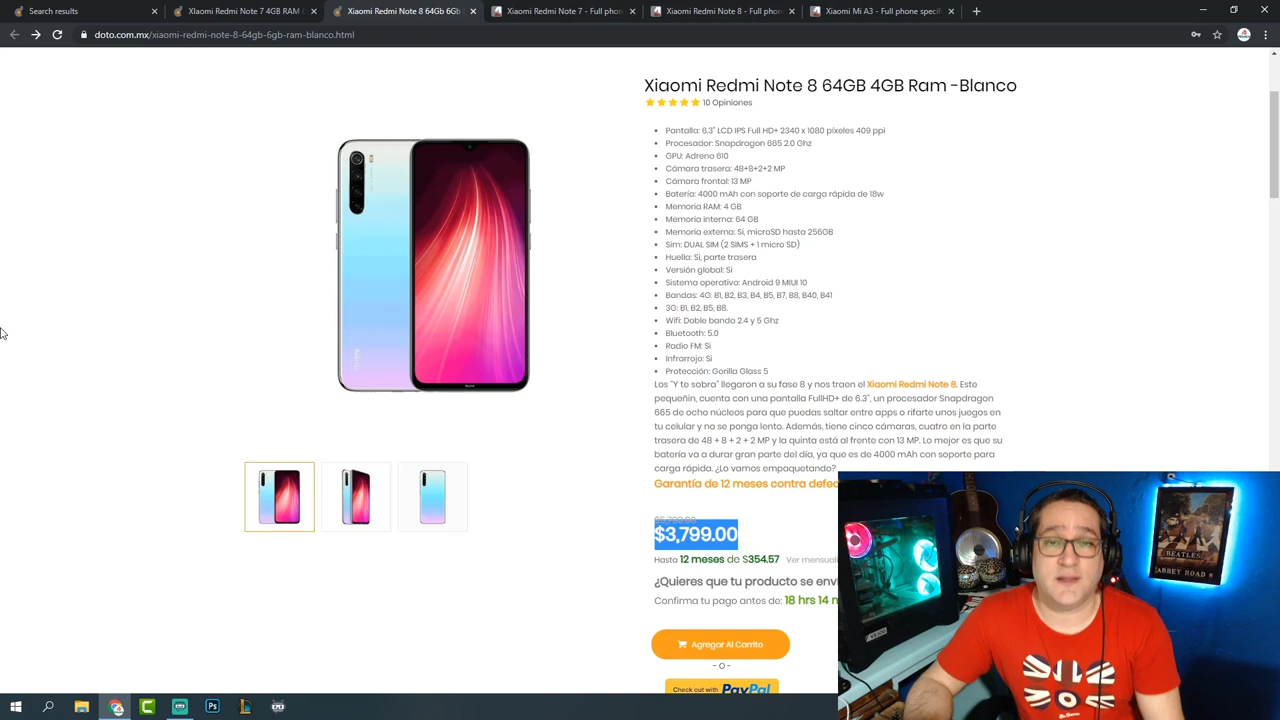 Search results
Xiaomi Redmi Note 7 4GB RAM
Xiaomi Redmi Note 8 64Gb 6Gb
Xiaomi Redmi Note 7 - Full phon
Xiaomi Redmi Note 8 - Full phon
Xiaomi Mi A3 - Full phone specifi
doto.com.mx/xiaomi-redmi-note-8-64gb-6gb-ram-blanco.html
Xiaomi Redmi Note 8 64GB 4GB Ram -Blanco
10 Opiniones
Pantalla: 6.3" LCD IPS Full HD+ 2340 x 1080 píxeles 409 ppi
Procesador: Snapdragon 665 2.0 Ghz
GPU: Adreno 610
Cámara trasera: 48+8+2+2 MP
Cámara frontal: 13 MP
Batería: 4000 mAh con soporte de carga rápida de 18w
Memoria RAM: 4 GB
Memoria interna: 64 GB
Memoria externa: Si, microSD hasta 256GB
Sim: DUAL SIM (2 SIMS + 1 micro SD)
Huella: Si, parte trasera
Versión global: Si
Sistema operativo: Android 9 MIUI 10
Bandas: 4G: B1, B2, B3, B4, B5, B7, B8, B40, B41
3G: B1, B2, B5, B8.
Wifi: Doble banda 2.4 y 5 Ghz
Bluetooth: 5.0
Radio FM: Si
Infrarrojo: Si
Protección: Gorilla Glass 5
Los "Y te sobra" llegaron a su fase 8 y nos traen el Xiaomi Redmi Note 8. Este
pequeñin, cuenta con una pantalla FullHD+ de 6.3", un procesador Snapdragon
665 de ocho núcleos para que puedas saltar entre apps o rifarte unos juegos en
tu celular y no se ponga lento. Además, tiene cinco cámaras, cuatro en la parte
trasera de 48 + 8 + 2 + 2 MP y la quinta está al frente con 13 MP. Lo mejor es que su
batería va a durar gran parte del día, ya que es de 4000 mAh con soporte para
carga rápida. ¿Lo vamos empaquetando?
Garantía de 12 meses contra defec
$5,799.00
$3,799.00
Hasta 12 meses de $354.57 Ver mensuali
¿Quieres que tu producto se envi
Confirma tu pago antes de: 18 hrs 14 m
Agregar Al Carrito
- O -
Check out with PayPal
BEATLES
ABBEY ROAD